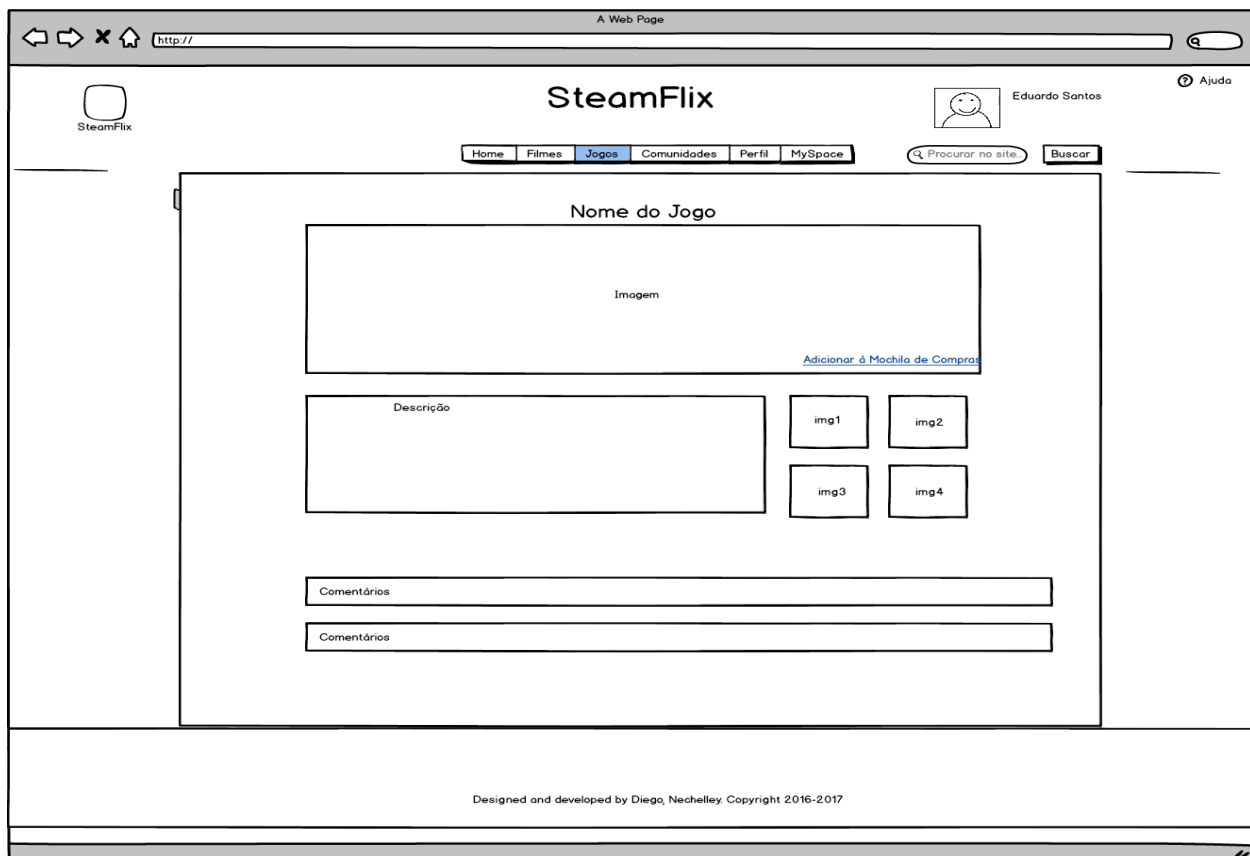 A Web Page
http://
Ajuda
SteamFlix
Eduardo Santos
SteamFlix
Home Filmes Jogos Comunidades Perfil MySpace
Procurar no site...
Buscar
Nome do Jogo
Imagem
Adicionar à Mochila de Compras
Descrição
img1 img2
img3 img4
Comentários
Comentários
Designed and developed by Diego, Nechelley. Copyright 2016-2017